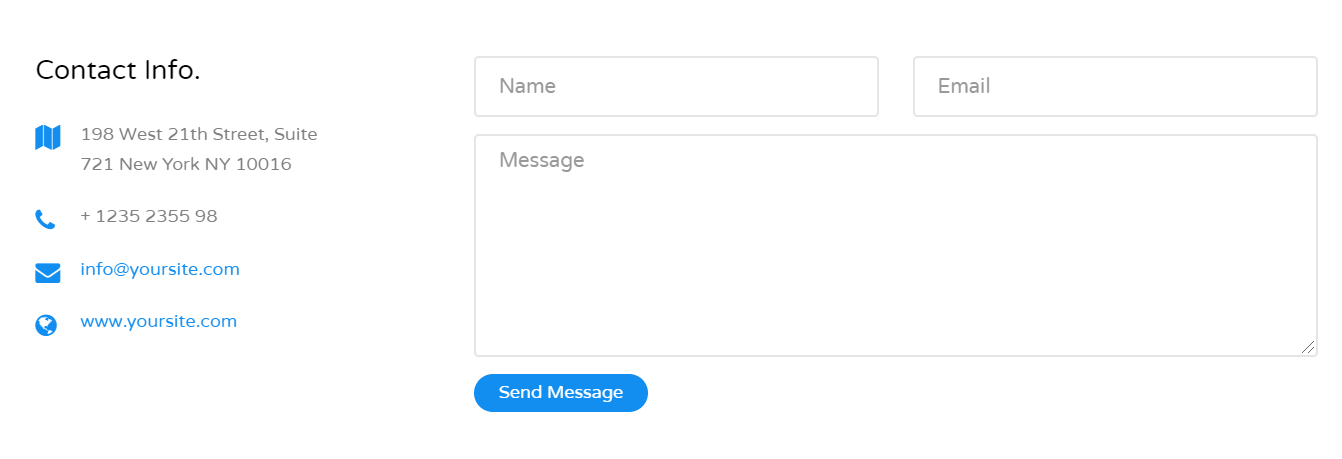 Contact Info.
198 West 21th Street, Suite
721 New York NY 10016
+ 1235 2355 98
info@yoursite.com
www.yoursite.com
Name
Email
Message
Send Message